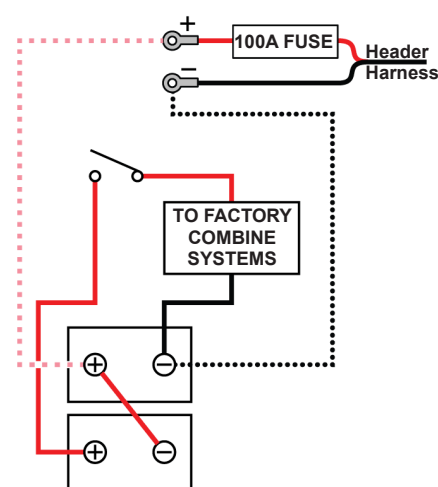 +
100A FUSE
Header
Harness
−
TO FACTORY
COMBINE
SYSTEMS
+ −
+ −